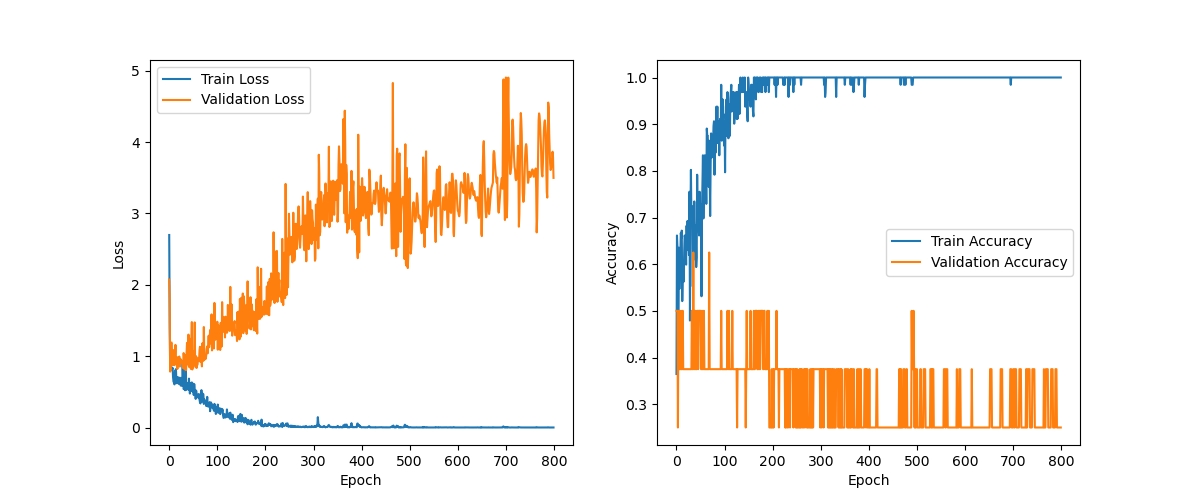 Train Loss
Validation Loss
Loss
5
4
3
2
1
0
0 100 200 300 400 500 600 700 800
Epoch
Train Accuracy
Validation Accuracy
Accuracy
1.0
0.9
0.8
0.7
0.6
0.5
0.4
0.3
0 100 200 300 400 500 600 700 800
Epoch